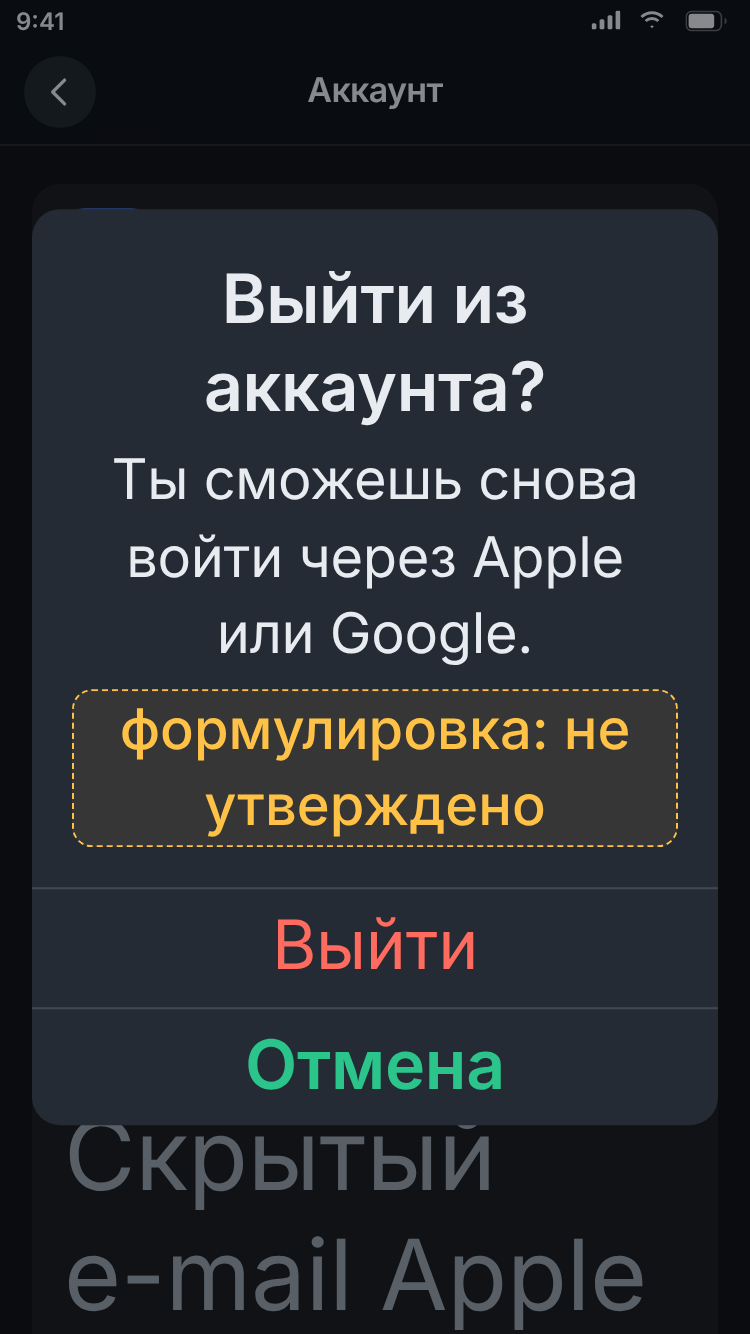 9:41
Аккаунт
Выйти из
аккаунта?
Ты сможешь снова
войти через Apple
или Google.
формулировка: не
утверждено
Выйти
Отмена
Скрытый
e-mail Apple